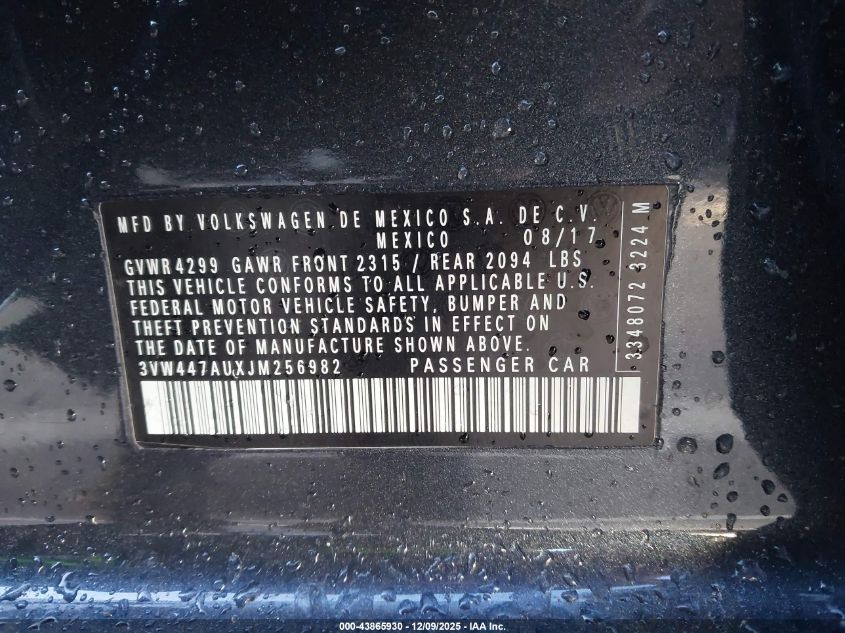 MFD BY VOLKSWAGEN DE MEXICO S.A. DE C.V.
MEXICO 08/17
GVWR 4299 GAWR FRONT 2315 / REAR 2094 LBS
THIS VEHICLE CONFORMS TO ALL APPLICABLE U.S.
FEDERAL MOTOR VEHICLE SAFETY, BUMPER AND
THEFT PREVENTION STANDARDS IN EFFECT ON
THE DATE OF MANUFACTURE SHOWN ABOVE.
3VW447AUXJM256982 PASSENGER CAR
3348072 3224 M
000-43865930 - 12/09/2025 - IAA Inc.